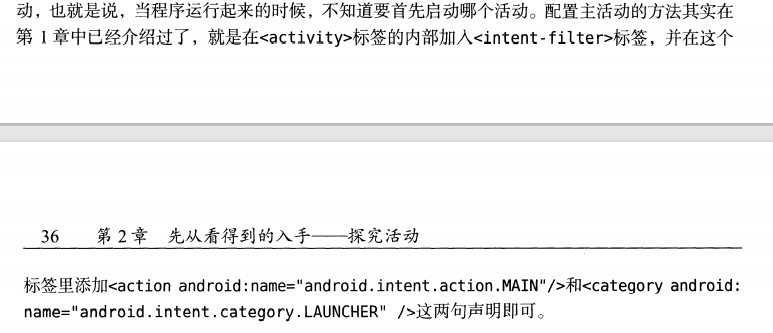 动，也就是说，当程序运行起来的时候，不知道要首先启动哪个活动。配置主活动的方法其实在
第 1 章中已经介绍过了，就是在<activity>标签的内部加入<intent-filter>标签，并在这个
36 第 2 章 先从看得到的入手——探究活动
标签里添加<action android:name="android.intent.action.MAIN"/>和<category android:
name="android.intent.category.LAUNCHER" />这两句声明即可。